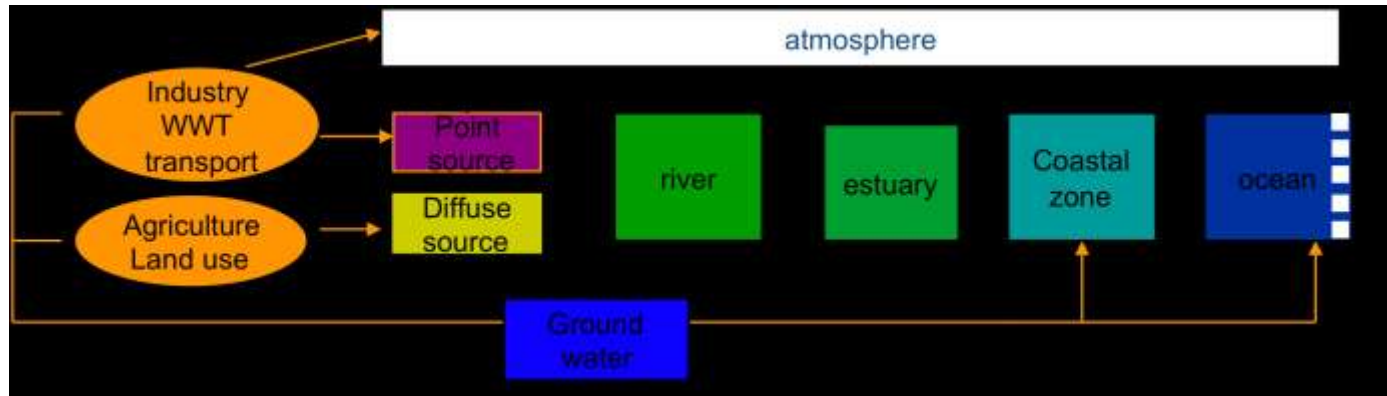 atmosphere
Industry
WWT
transport
Point
source
river
estuary
Coastal
zone
ocean
Agriculture
Land use
Diffuse
source
Ground
water